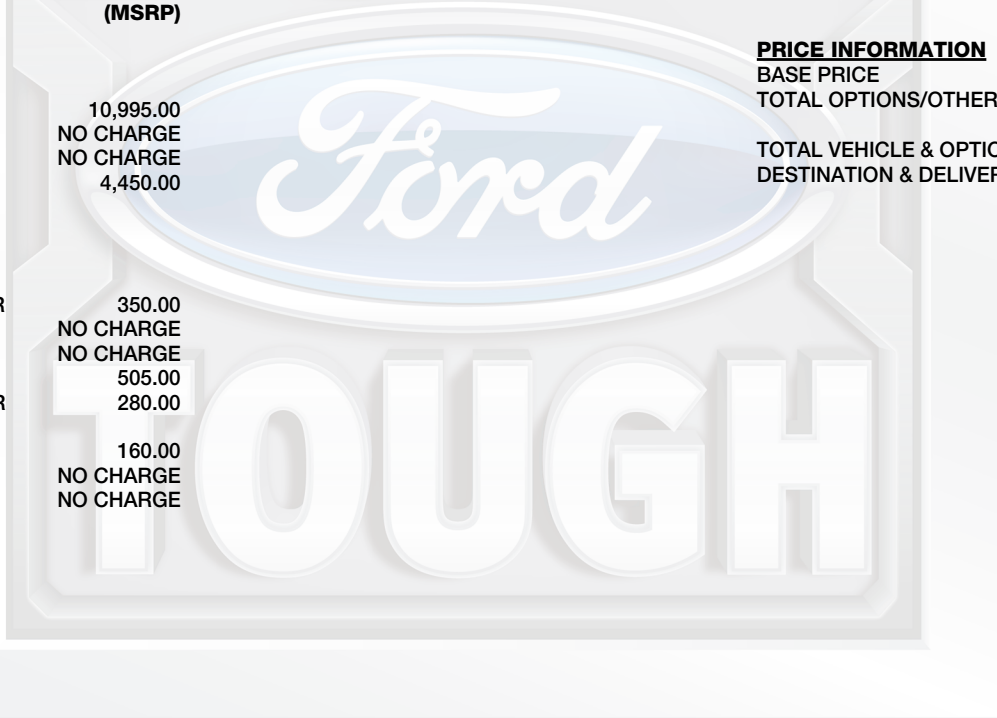 (MSRP)
10,995.00
NO CHARGE
NO CHARGE
4,450.00
R 350.00
NO CHARGE
NO CHARGE
505.00
R 280.00
160.00
NO CHARGE
NO CHARGE
PRICE INFORMATION
BASE PRICE
TOTAL OPTIONS/OTHER
TOTAL VEHICLE & OPTIO
DESTINATION & DELIVER
Ford
TOUGH